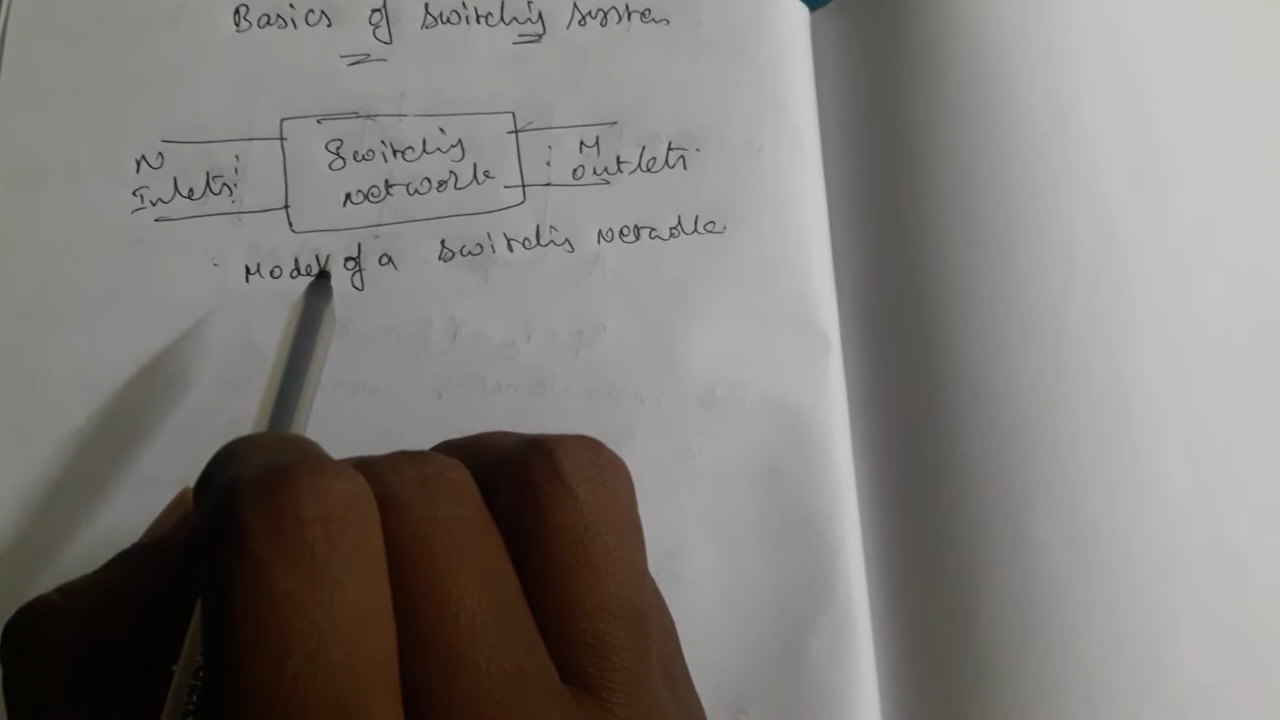 Basics of Switching System
N
Inlets
Switching
network
M
outlets
Model of a switching network